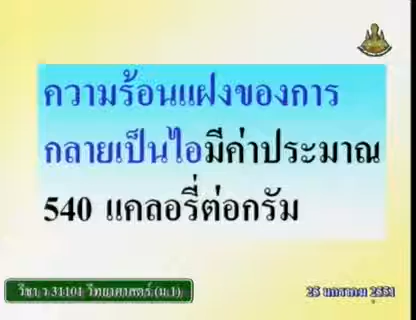 ความร้อนแฝงของการ
กลายเป็นไอมีค่าประมาณ
540 แคลอรี่ต่อกรัม
วิชา ว 31101 วิทยาศาสตร์ (ม.1)
25 มกราคม 2551